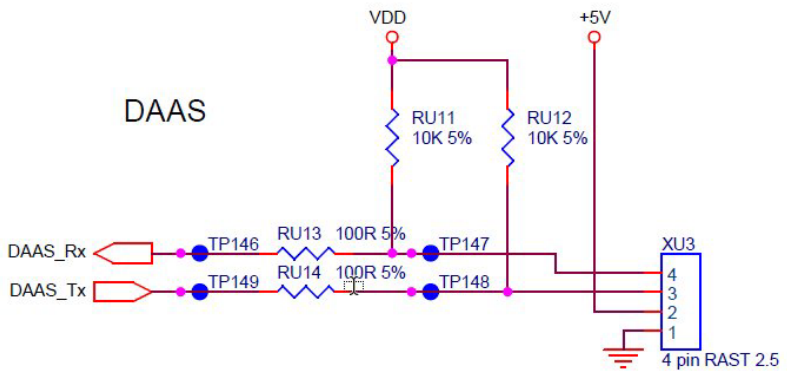 VDD
+5V
DAAS
RU11
10K 5%
RU12
10K 5%
DAAS_Rx
TP146
RU13 100R 5%
TP147
XU3
DAAS_Tx
TP149
RU14 100R 5%
TP148
4
3
2
1
4 pin RAST 2.5